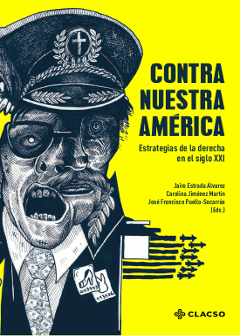 CONTRA
NUESTRA
AMÉRICA
Estrategias de la derecha
en el siglo XXI
Jairo Estrada Álvarez
Carolina Jiménez Martín
José Francisco Puello-Socarrás
(Eds.)
CLACSO